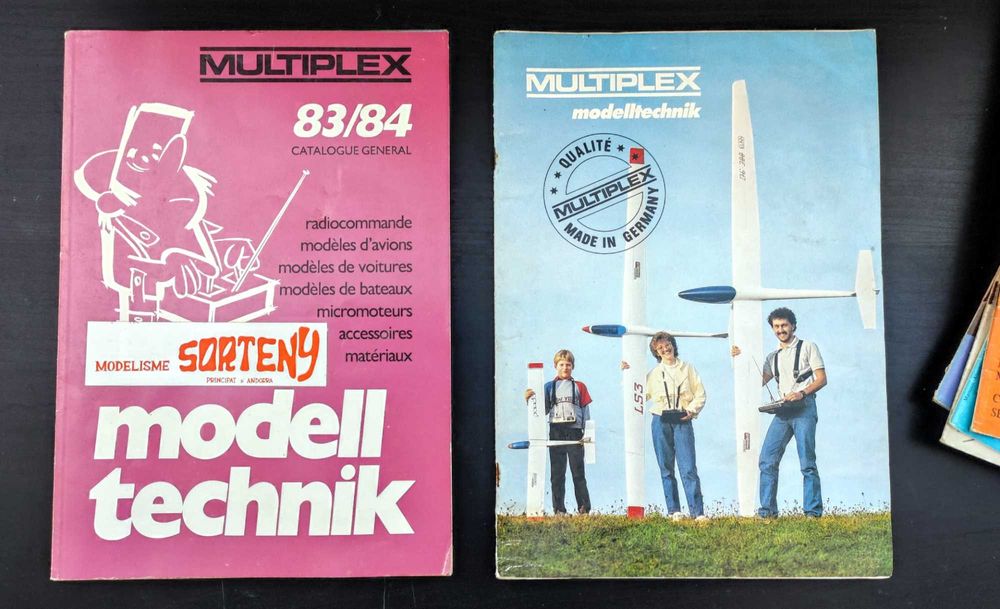 MULTIPLEX
83/84
CATALOGUE GENERAL
radiocommande
modèles d'avions
modèles de voitures
modèles de bateaux
micromoteurs
accessoires
matériaux
MODELISME SORTENY
PRINCIPAT D ANDORRA
modell
technik
MULTIPLEX
modelltechnik
QUALITÉ
MULTIPLEX
MADE IN GERMANY
LS3